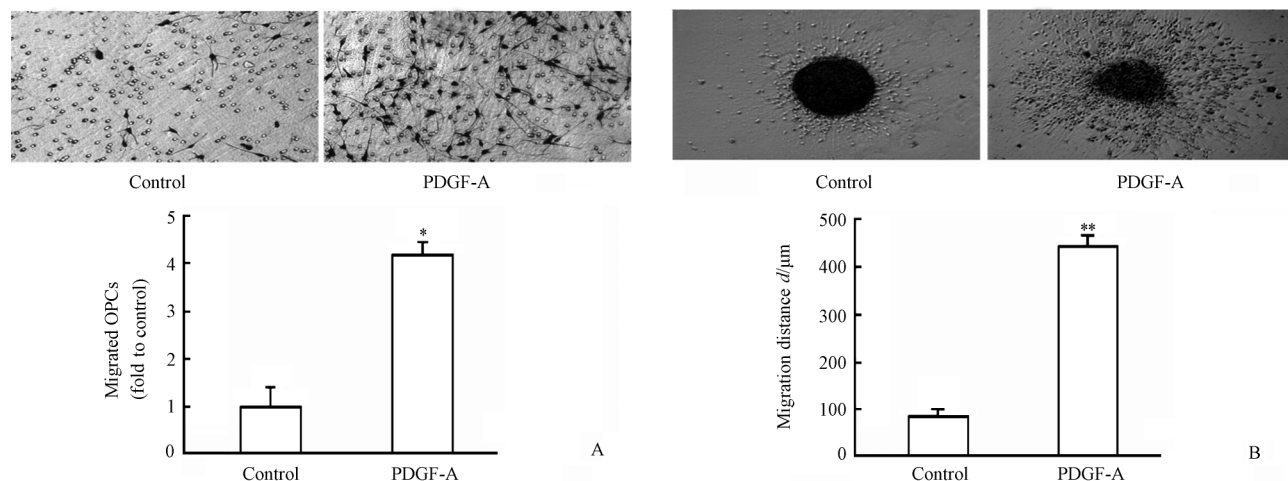 Control
PDGF-A
Migrated OPCs
(fold to control)
5
4
3
2
1
0
*
Control
PDGF-A
A
Control
PDGF-A
Migration distance d/μm
500
400
450
300
200
100
0
**
Control
PDGF-A
B